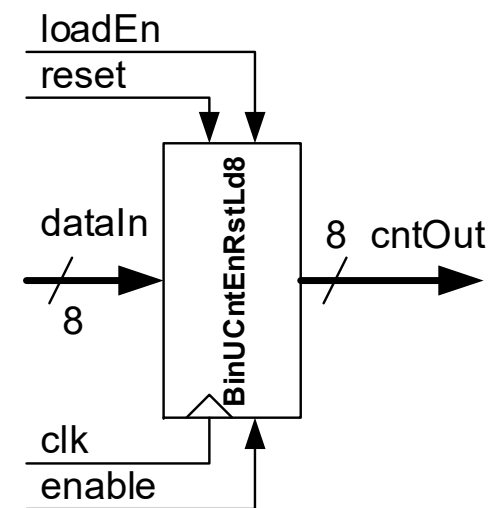 loadEn
reset
BinUCntEnRstLd8
dataIn
8
8 cntOut
clk
enable